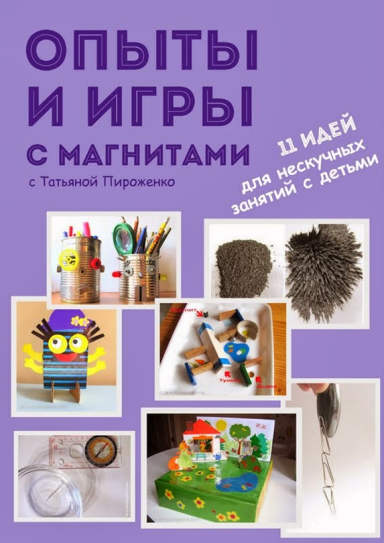 ОПЫТЫ
И ИГРЫ
С МАГНИТАМИ
с Татьяной Пироженко
11 ИДЕЙ
для нескучных
занятий с детьми